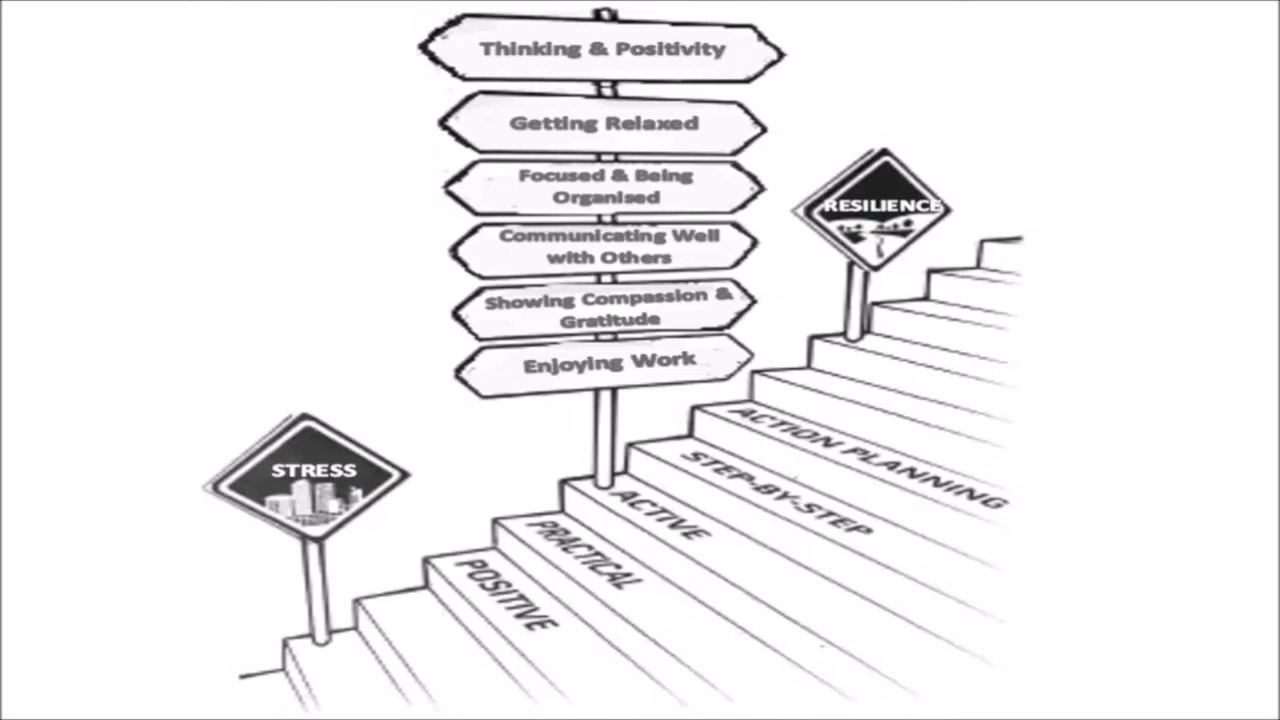 Thinking & Positivity
Getting Relaxed
Focused & Being
Organised
Communicating Well
with Others
Showing Compassion &
Gratitude
Enjoying Work
RESILIENCE
STRESS
ACTION PLANNING
STEP-BY-STEP
ACTIVE
PRACTICAL
POSITIVE